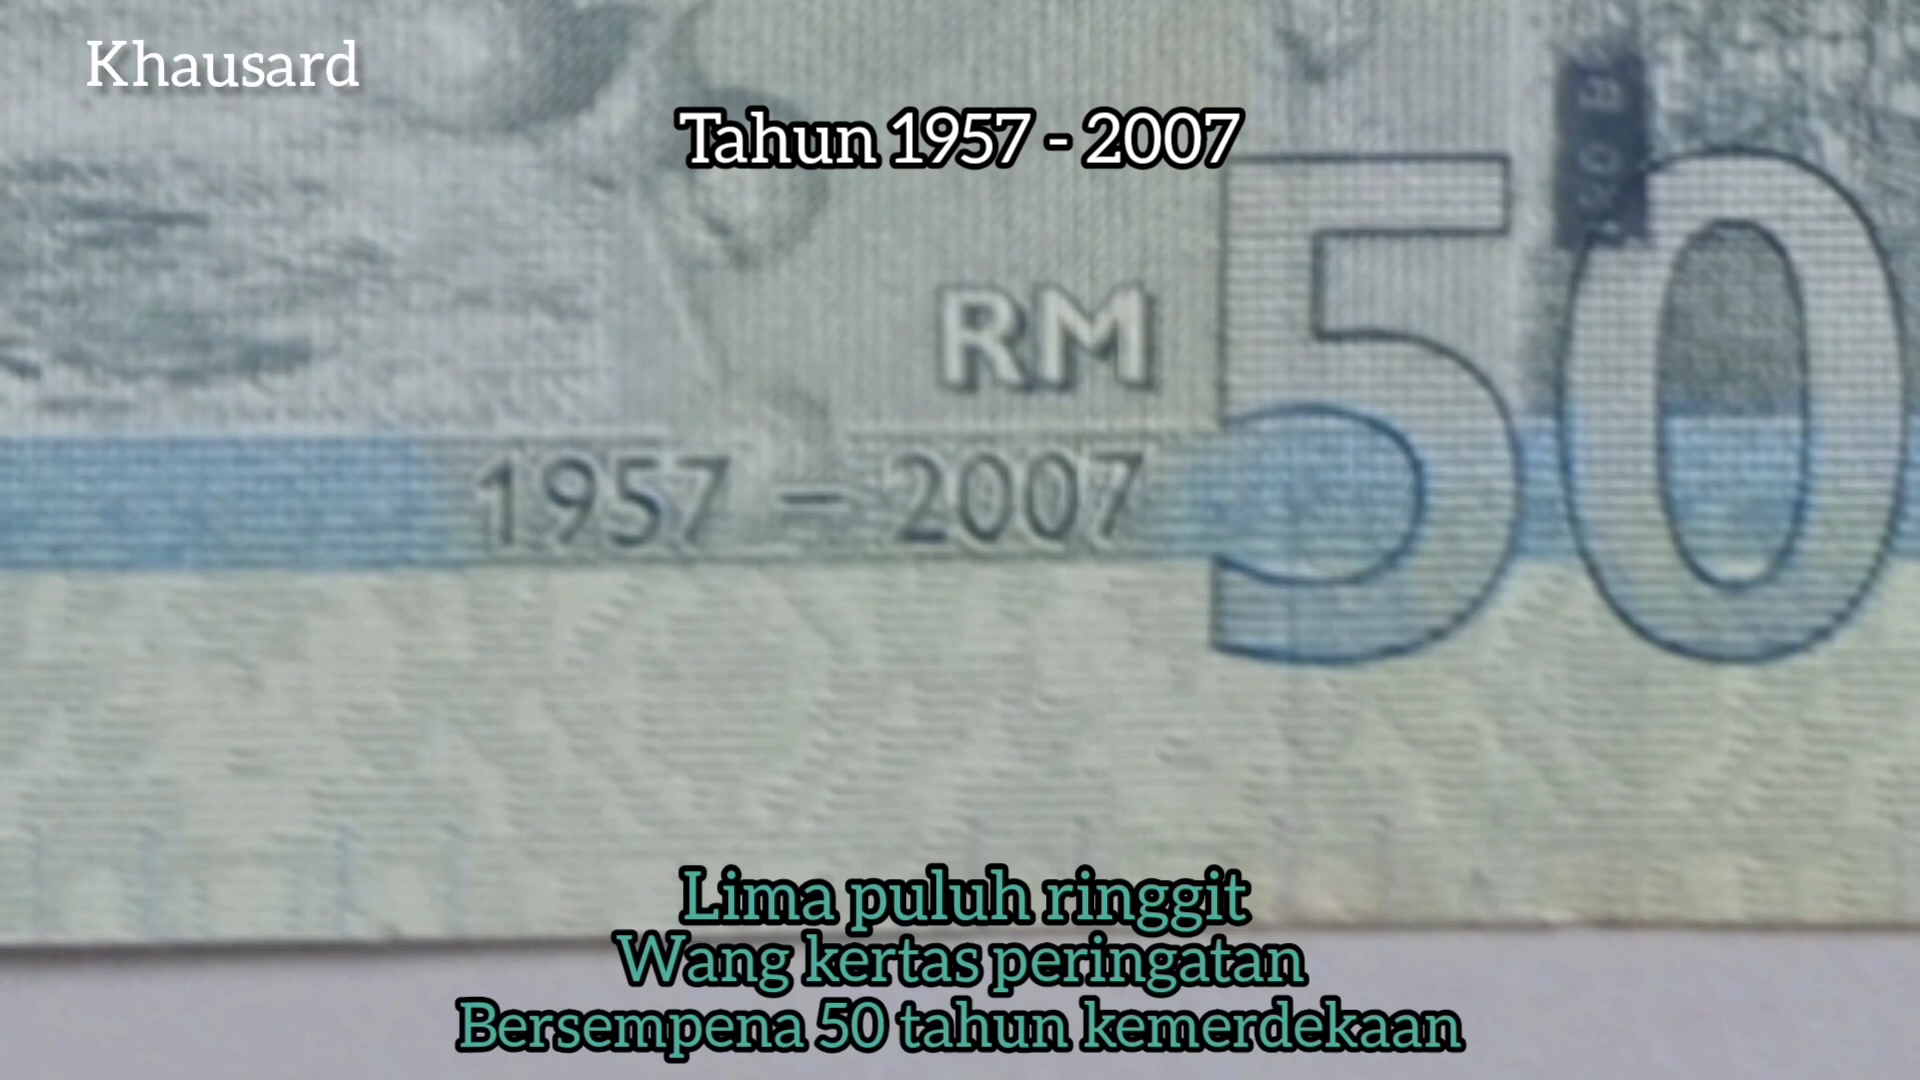 Khausard
Tahun 1957 - 2007
RM
50
1957 – 2007
Lima puluh ringgit
Wang kertas peringatan
Bersempena 50 tahun kemerdekaan